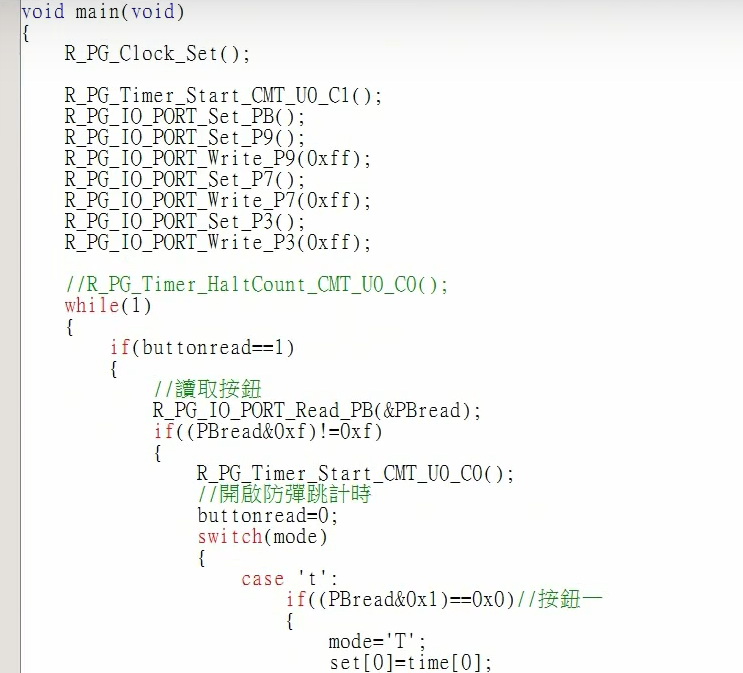 void main(void)
{
R_PG_Clock_Set();
R_PG_Timer_Start_CMT_U0_C1();
R_PG_IO_PORT_Set_PB();
R_PG_IO_PORT_Set_P9();
R_PG_IO_PORT_Write_P9(0xff);
R_PG_IO_PORT_Set_P7();
R_PG_IO_PORT_Write_P7(0xff);
R_PG_IO_PORT_Set_P3();
R_PG_IO_PORT_Write_P3(0xff);
//R_PG_Timer_HaltCount_CMT_U0_C0();
while(1)
{
if(buttonread==1)
{
//讀取按鈕
R_PG_IO_PORT_Read_PB(&PBread);
if((PBread&0xf)!=0xf)
{
R_PG_Timer_Start_CMT_U0_C0();
//開啟防彈跳計時
buttonread=0;
switch(mode)
{
case 't':
if((PBread&0x1)==0x0)//按鈕一
{
mode='T';
set[0]=time[0];